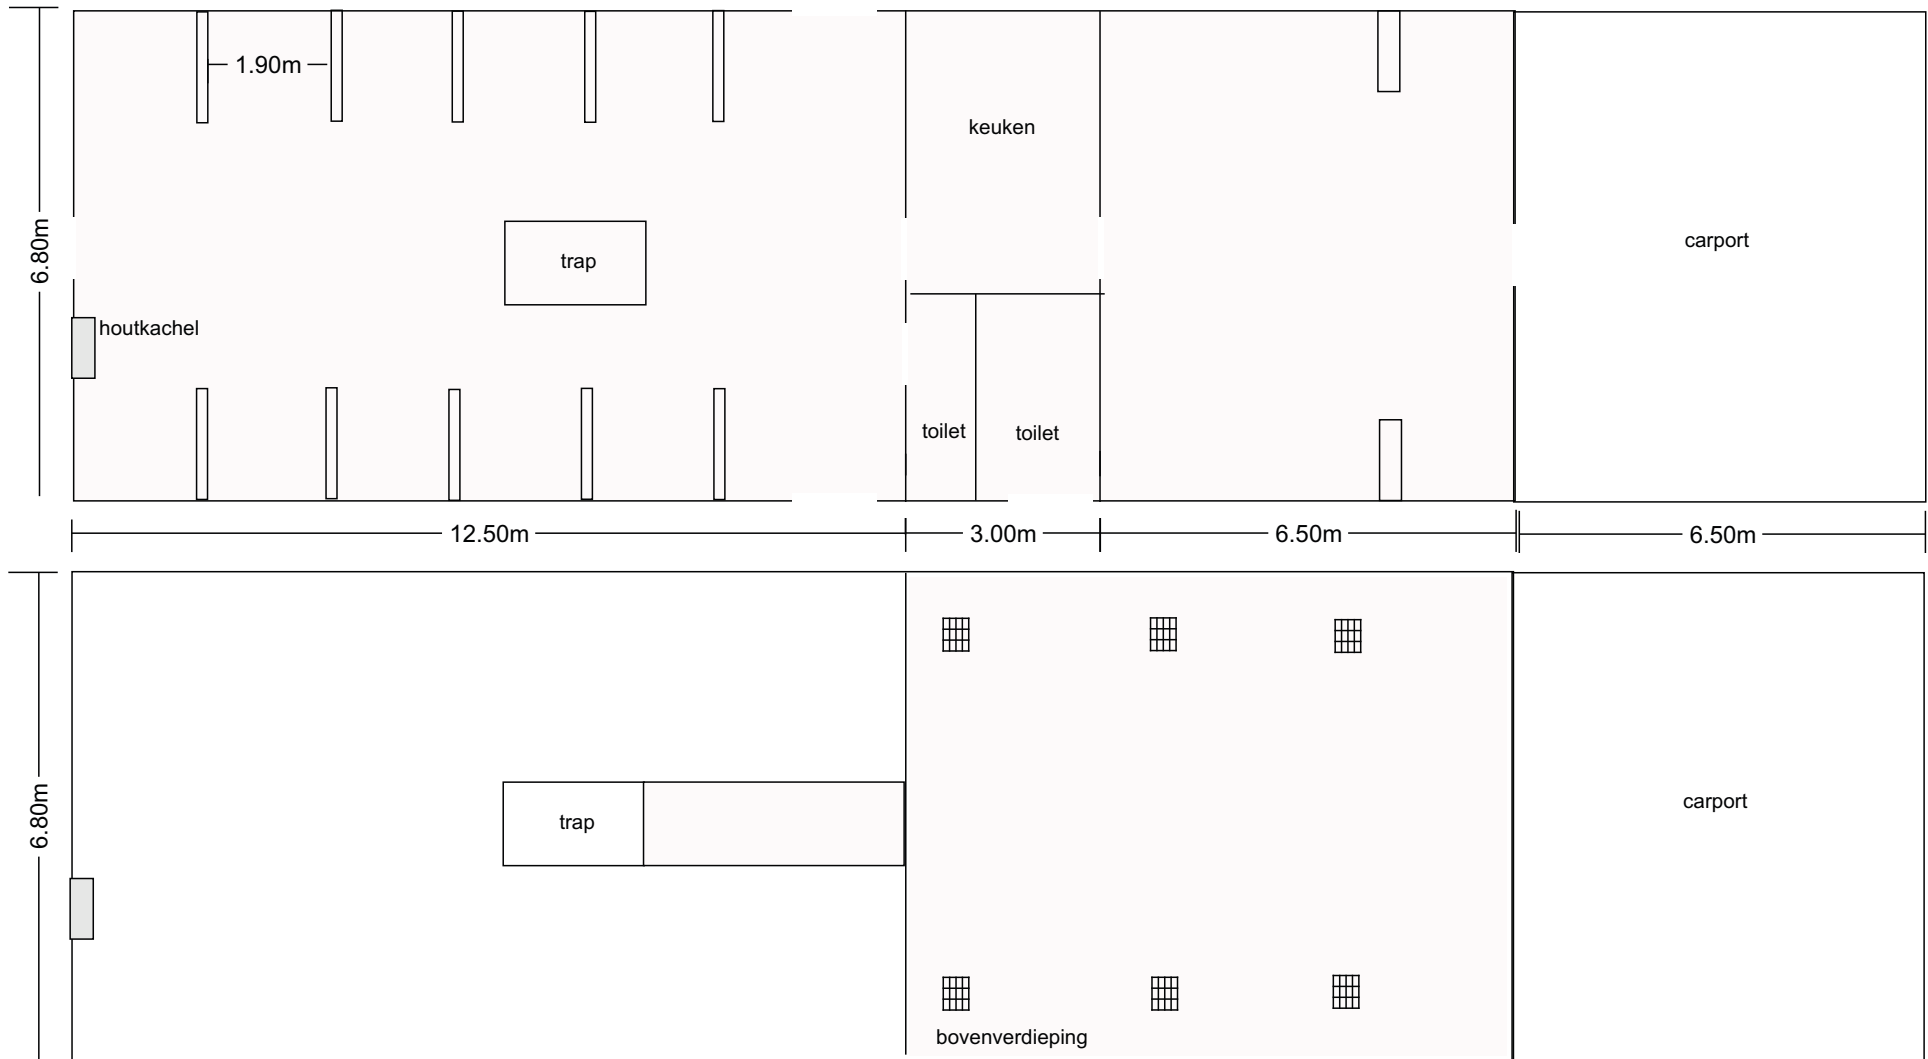 1.90m
keuken
6.80m
carport
trap
houtkachel
toilet
toilet
12.50m
3.00m
6.50m
6.50m
6.80m
carport
trap
bovenverdieping